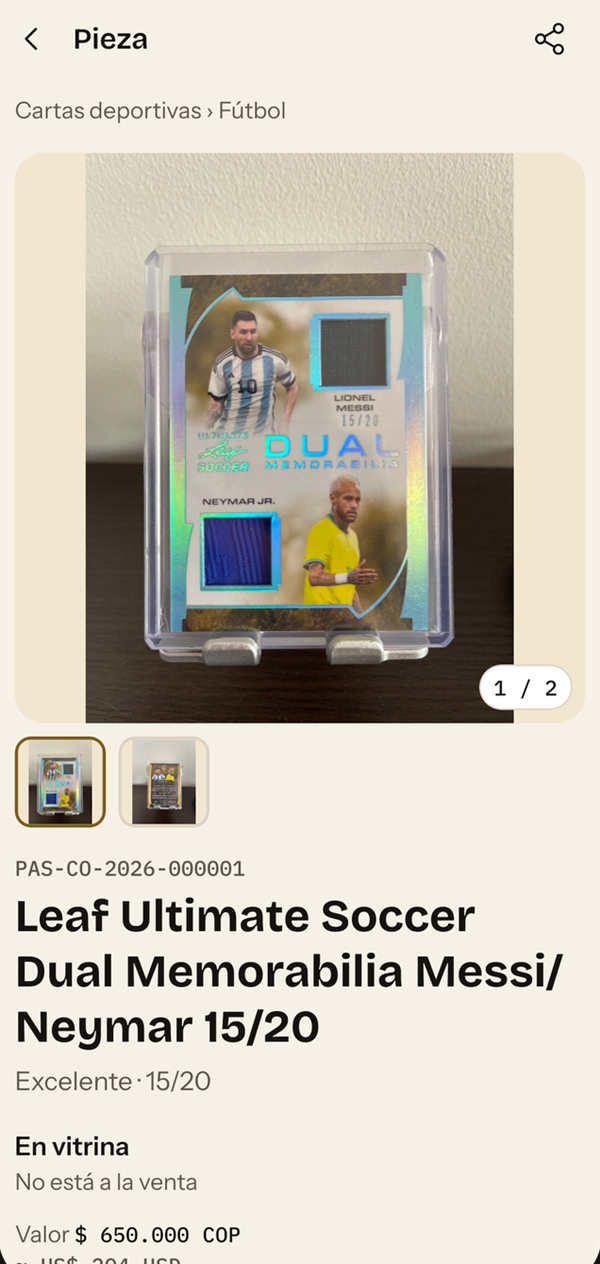 Pieza
Cartas deportivas › Fútbol
LIONEL
MESSI
15/20
Leaf
SOCCER
DUAL
MEMORABILIA
NEYMAR JR.
1 / 2
PAS-CO-2026-000001
Leaf Ultimate Soccer
Dual Memorabilia Messi/
Neymar 15/20
Excelente · 15/20
En vitrina
No está a la venta
Valor $ 650.000 COP